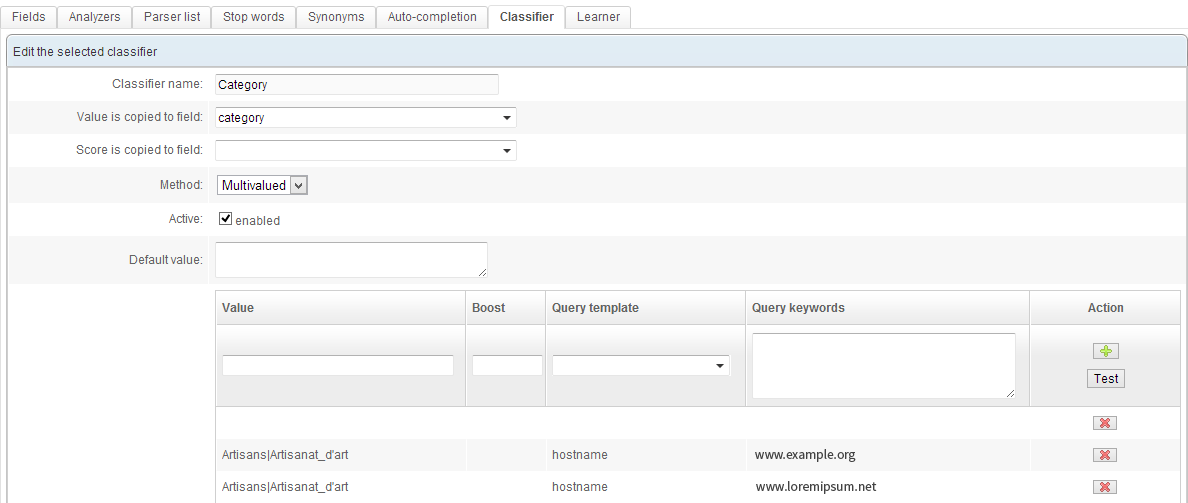 Fields Analyzers Parser list Stop words Synonyms Auto-completion Classifier Learner
Edit the selected classifier
Classifier name: Category
Value is copied to field: category
Score is copied to field:
Method: Multivalued
Active: enabled
Default value:
Value Boost Query template Query keywords Action
Test
Artisans|Artisanat_d'art hostname www.example.org
Artisans|Artisanat_d'art hostname www.loremipsum.net